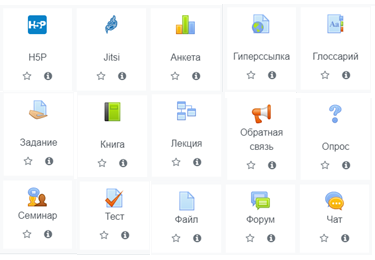 H5P
H5P
Jitsi
Анкета
Гиперссылка
Глоссарий
Aa
Задание
Книга
Лекция
Обратная
связь
Опрос
Семинар
Тест
Файл
Форум
Чат